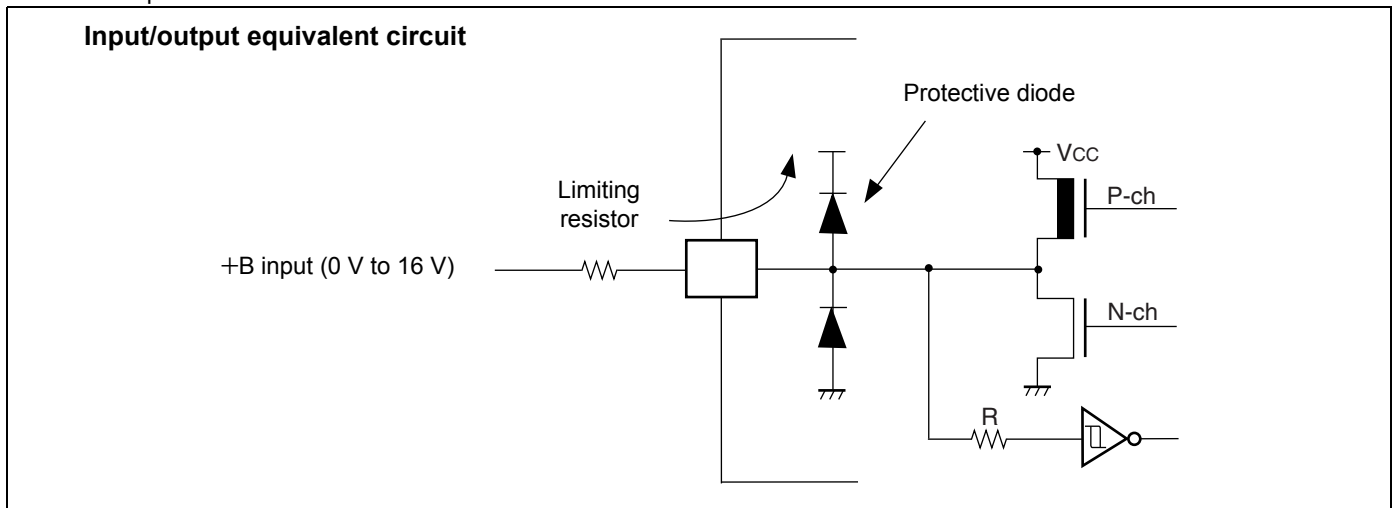 Input/output equivalent circuit
Protective diode
VCC
Limiting
resistor
P-ch
+B input (0 V to 16 V)
N-ch
R